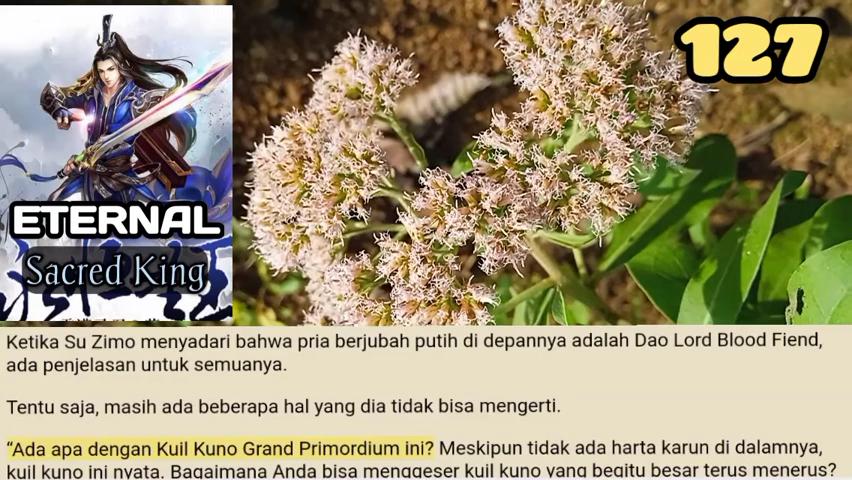 127
ETERNAL
Sacred King
Ketika Su Zimo menyadari bahwa pria berjubah putih di depannya adalah Dao Lord Blood Fiend,
ada penjelasan untuk semuanya.
Tentu saja, masih ada beberapa hal yang dia tidak bisa mengerti.
“Ada apa dengan Kuil Kuno Grand Primordium ini? Meskipun tidak ada harta karun di dalamnya,
kuil kuno ini nyata. Bagaimana Anda bisa menggeser kuil kuno yang begitu besar terus menerus?